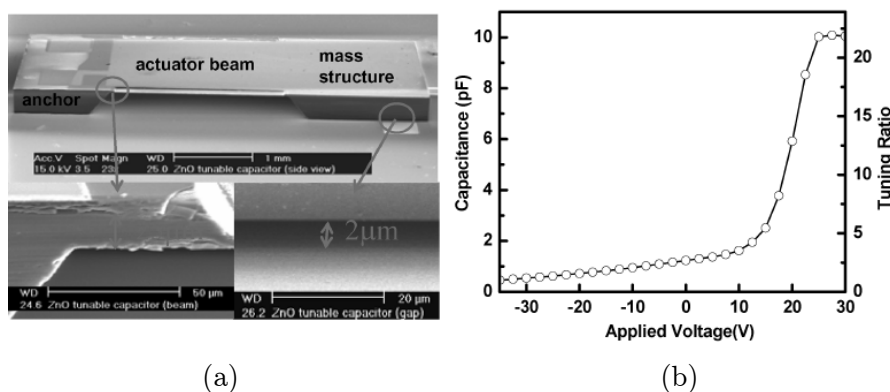 (a)
actuator beam
mass
structure
anchor
Acc.V Spot Magn WD 1 mm
15.0 kV 3.5 23x 25.0 ZnO tunable capacitor (side view)
2μm
WD 50 μm
24.6 ZnO tunable capacitor (beam)
WD 20 μm
26.2 ZnO tunable capacitor (gap)
(b)
Capacitance (pF)
10
8
6
4
2
0
Tuning Ratio
20
15
10
5
0
-30 -20 -10 0 10 20 30
Applied Voltage(V)